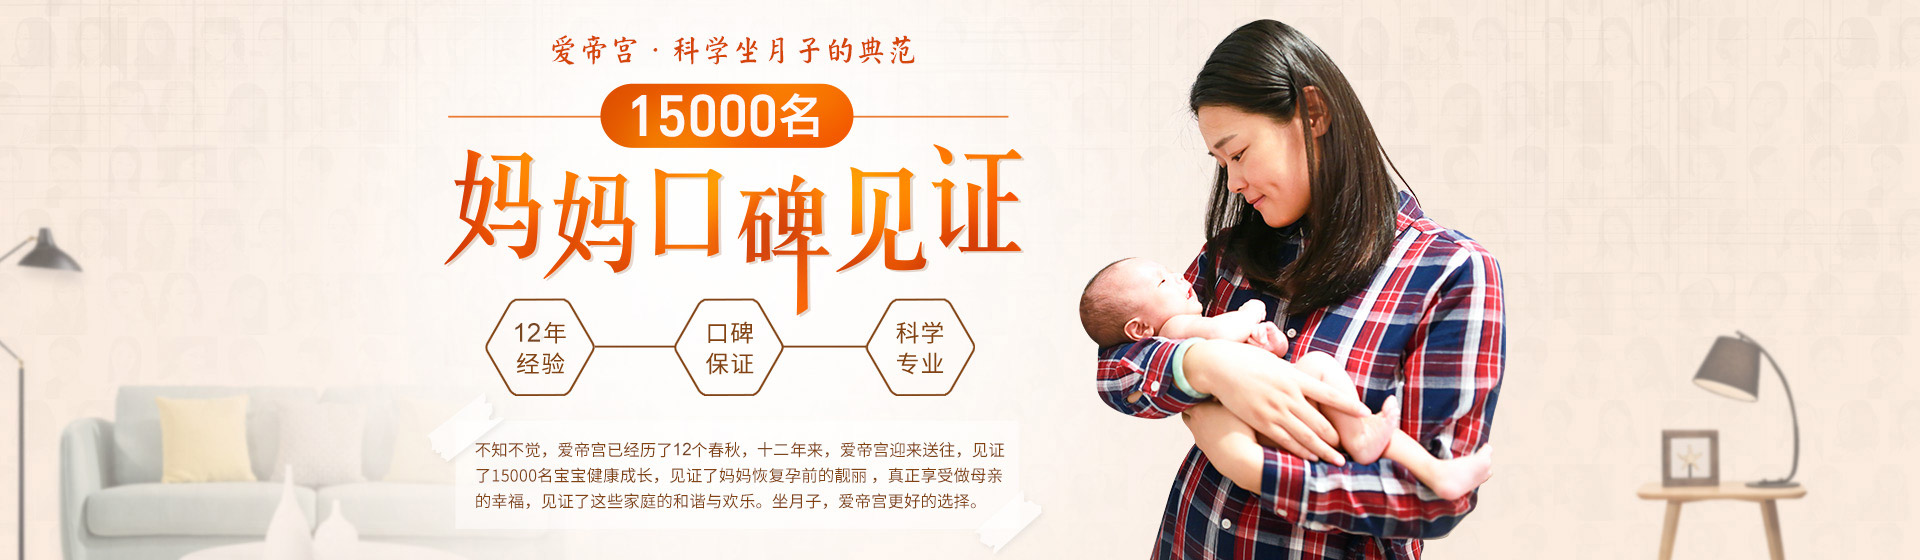 爱帝宫·科学坐月子的典范
15000名
妈妈口碑见证
12年
经验
口碑
保证
科学
专业
不知不觉，爱帝宫已经历了12个春秋，十二年来，爱帝宫迎来送往，见证
了15000名宝宝健康成长，见证了妈妈恢复孕前的靓丽，真正享受做母亲
的幸福，见证了这些家庭的和谐与欢乐。坐月子，爱帝宫更好的选择。